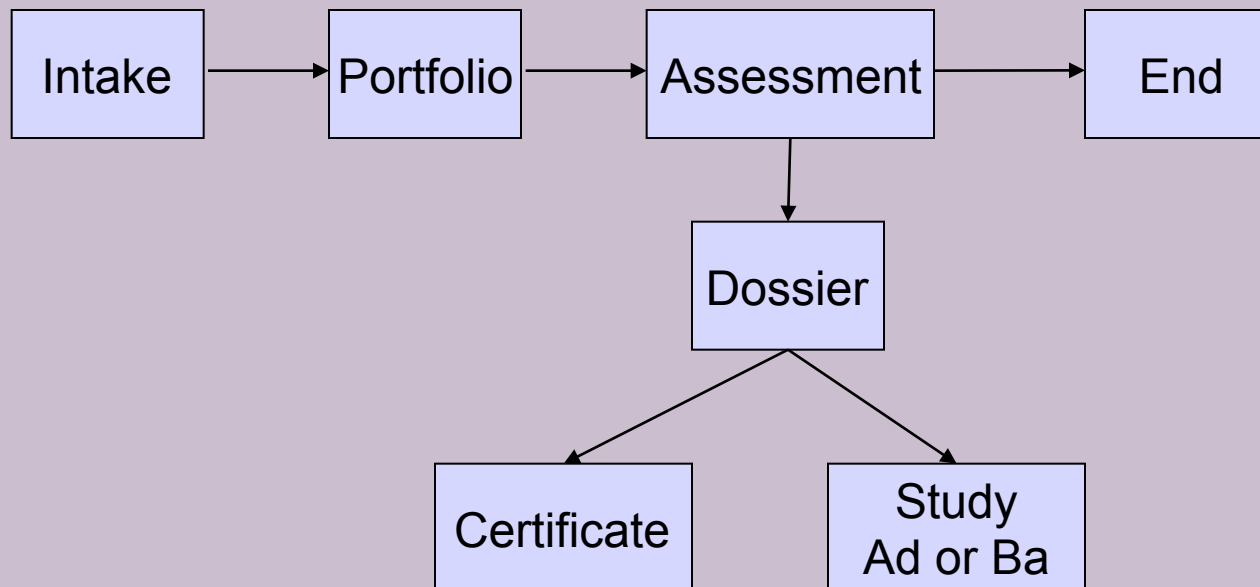 Intake
Portfolio
Assessment
End
Dossier
Certificate
Study
Ad or Ba